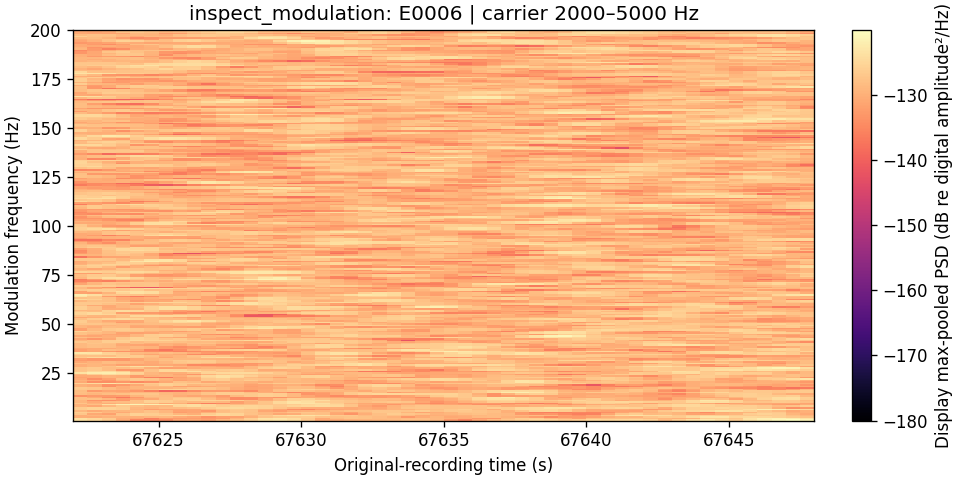 inspect_modulation: E0006 | carrier 2000–5000 Hz
200
175
150
125
100
75
50
25
Modulation frequency (Hz)
67625 67630 67635 67640 67645
Original-recording time (s)
−130
−140
−150
−160
−170
−180
Display max-pooled PSD (dB re digital amplitude²/Hz)